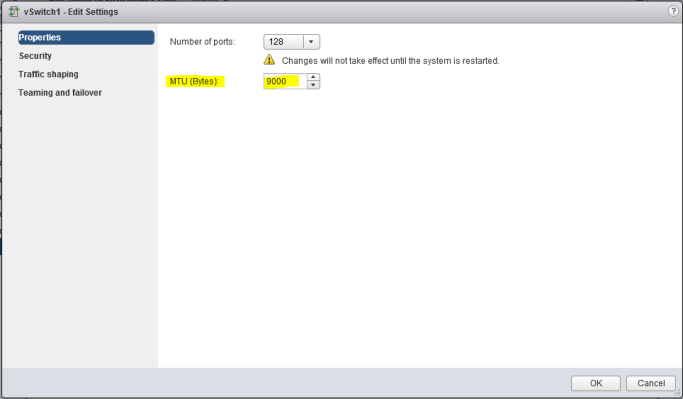 vSwitch1 - Edit Settings
?
Properties
Security
Traffic shaping
Teaming and failover
Number of ports: 128
Changes will not take effect until the system is restarted.
MTU (Bytes): 9000
OK Cancel